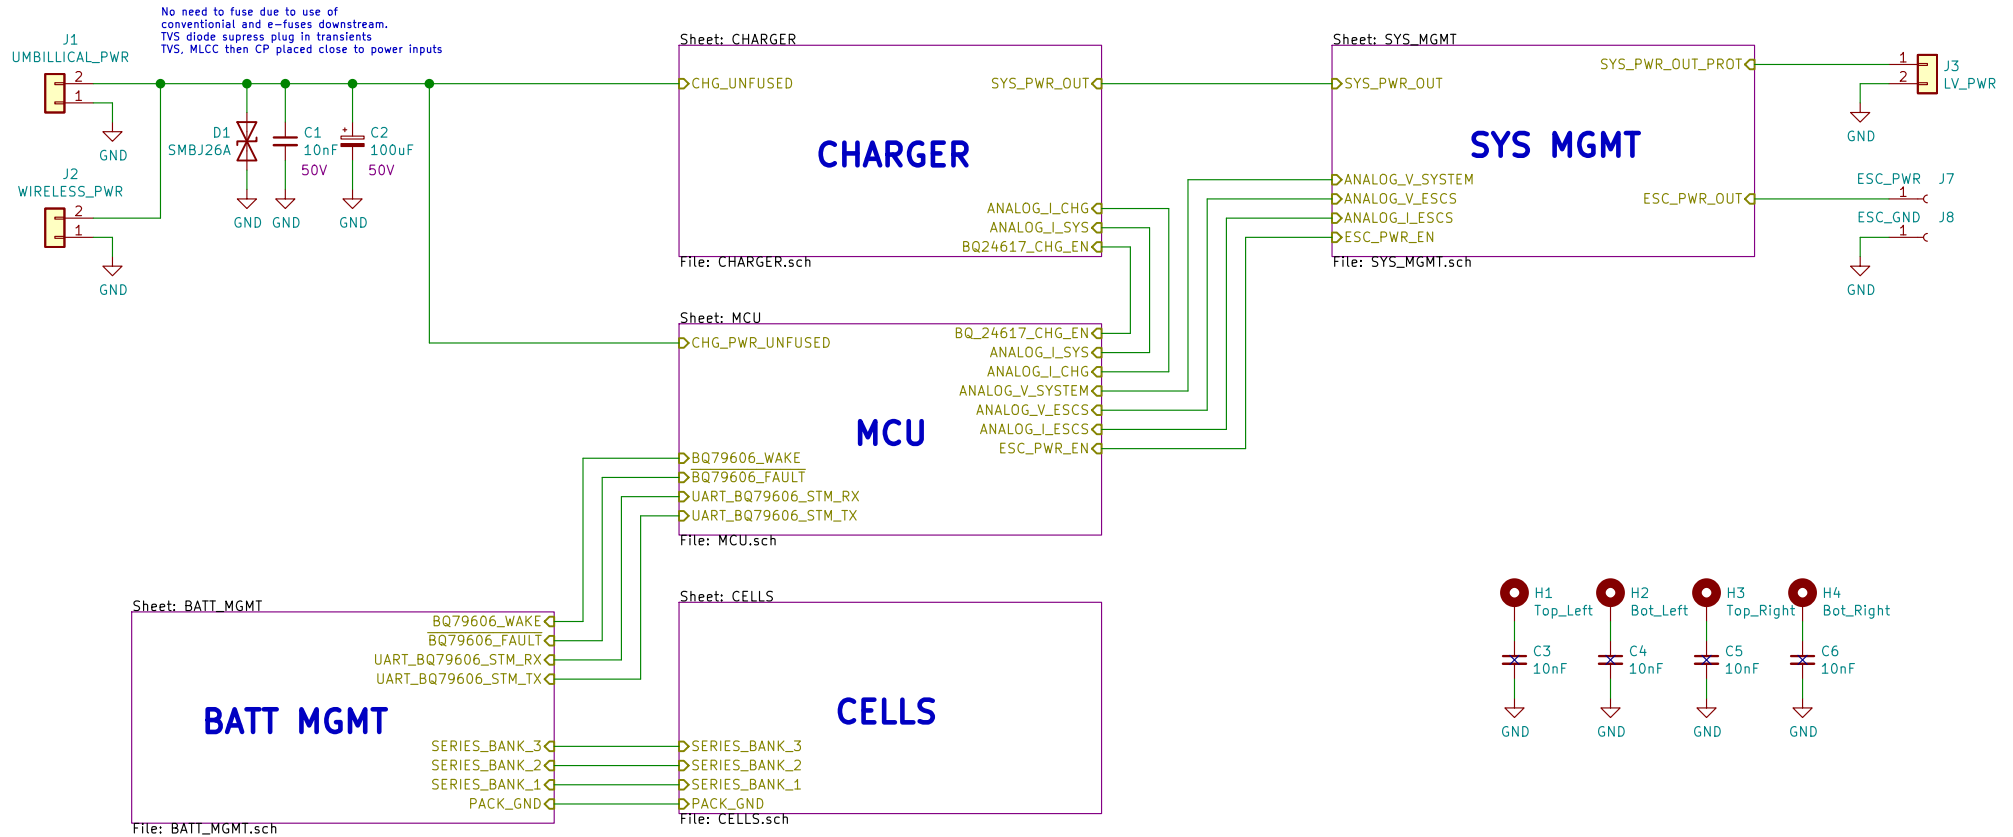 No need to fuse due to use of
conventionial and e-fuses downstream.
TVS diode supress plug in transients
TVS, MLCC then CP placed close to power inputs
J1
UMBILLICAL_PWR
2
1
GND
J2
WIRELESS_PWR
2
1
GND
D1
SMBJ26A
GND
C1
10nF
50V
GND
C2
100uF
50V
GND
Sheet: CHARGER
CHG_UNFUSED
SYS_PWR_OUT
CHARGER
ANALOG_I_CHG
ANALOG_I_SYS
BQ24617_CHG_EN
File: CHARGER.sch
Sheet: SYS_MGMT
SYS_PWR_OUT_PROT
SYS_PWR_OUT
SYS MGMT
ANALOG_V_SYSTEM
ANALOG_V_ESCS
ANALOG_I_ESCS
ESC_PWR_EN
ESC_PWR_OUT
File: SYS_MGMT.sch
1
2
J3
LV_PWR
GND
ESC_PWR
J7
1
ESC_GND
J8
1
GND
Sheet: MCU
CHG_PWR_UNFUSED
BQ_24617_CHG_EN
ANALOG_I_SYS
ANALOG_I_CHG
ANALOG_V_SYSTEM
ANALOG_V_ESCS
ANALOG_I_ESCS
ESC_PWR_EN
MCU
BQ79606_WAKE
BQ79606_FAULT
UART_BQ79606_STM_RX
UART_BQ79606_STM_TX
File: MCU.sch
Sheet: BATT_MGMT
BQ79606_WAKE
BQ79606_FAULT
UART_BQ79606_STM_RX
UART_BQ79606_STM_TX
BATT MGMT
SERIES_BANK_3
SERIES_BANK_2
SERIES_BANK_1
PACK_GND
File: BATT_MGMT.sch
Sheet: CELLS
CELLS
SERIES_BANK_3
SERIES_BANK_2
SERIES_BANK_1
PACK_GND
File: CELLS.sch
H1
Top_Left
C3
10nF
GND
H2
Bot_Left
C4
10nF
GND
H3
Top_Right
C5
10nF
GND
H4
Bot_Right
C6
10nF
GND